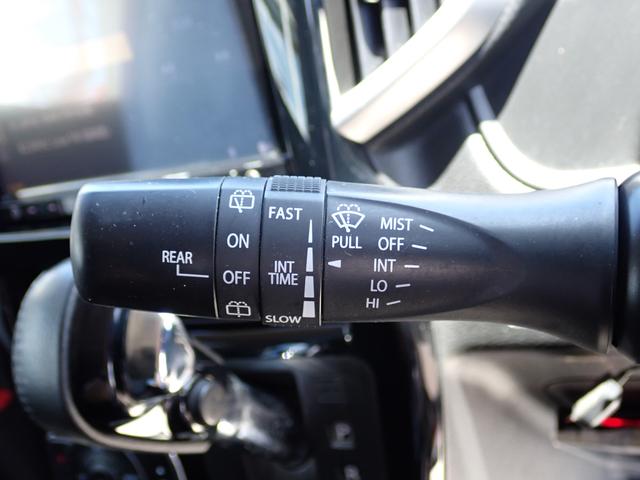 REAR
ON
OFF
FAST
INT
TIME
SLOW
PULL
MIST
OFF
INT
LO
HI
P
R